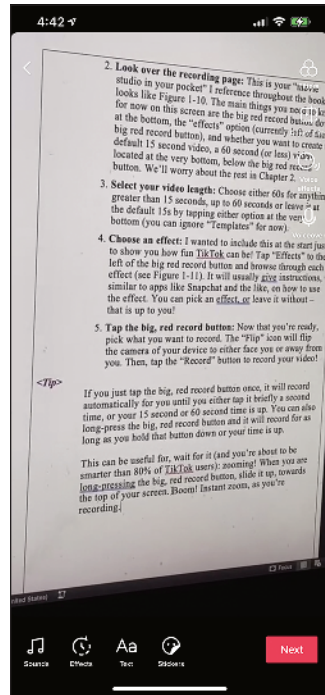 4:42
2. Look over the recording page: This is your "movie
studio in your pocket" I reference throughout the book
looks like Figure 1-10. The main things you need
for now on this screen are the big red record button
at the bottom, the "effects" option (currently left of
big red record button), and whether you want to create
default 15 second video, a 60 second (or less) video
located at the very bottom, below the big red record
button. We'll worry about the rest in Chapter 2.
3. Select your video length: Choose either 60s for anything
greater than 15 seconds, up to 60 seconds or leave at
the default 15s by tapping either option at the very
bottom (you can ignore "Templates" for now).
4. Choose an effect: I wanted to include this at the start just
to show you how fun TikTok can be! Tap "Effects" to the
left of the big red record button and browse through each
effect (see Figure 1-11). It will usually give instructions,
similar to apps like Snapchat and the like, on how to use
the effect. You can pick an effect, or leave it without –
that is up to you!
5. Tap the big, red record button: Now that you're ready,
pick what you want to record. The "Flip" icon will flip
the camera of your device to either face you or away from
you. Then, tap the "Record" button to record your video!
<Tip>
If you just tap the big, red record button once, it will record
automatically for you until you either tap it briefly a second
time, or your 15 second or 60 second time is up. You can also
long-press the big, red record button and it will record for as
long as you hold that button down or your time is up.
This can be useful for, wait for it (and you're about to be
smarter than 80% of TikTok users): zooming! When you are
long-pressing the big, red record button, slide it up, towards
the top of your screen. Boom! Instant zoom, as you're
recording.
Focus
Sounds
Effects
Text
Stickers
Next